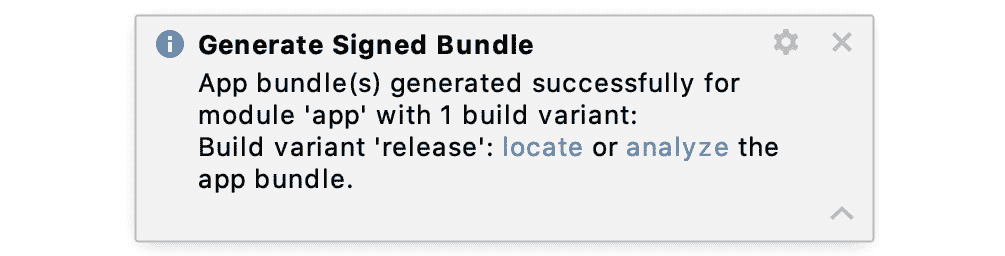 Generate Signed Bundle
App bundle(s) generated successfully for
module 'app' with 1 build variant:
Build variant 'release': locate or analyze the
app bundle.